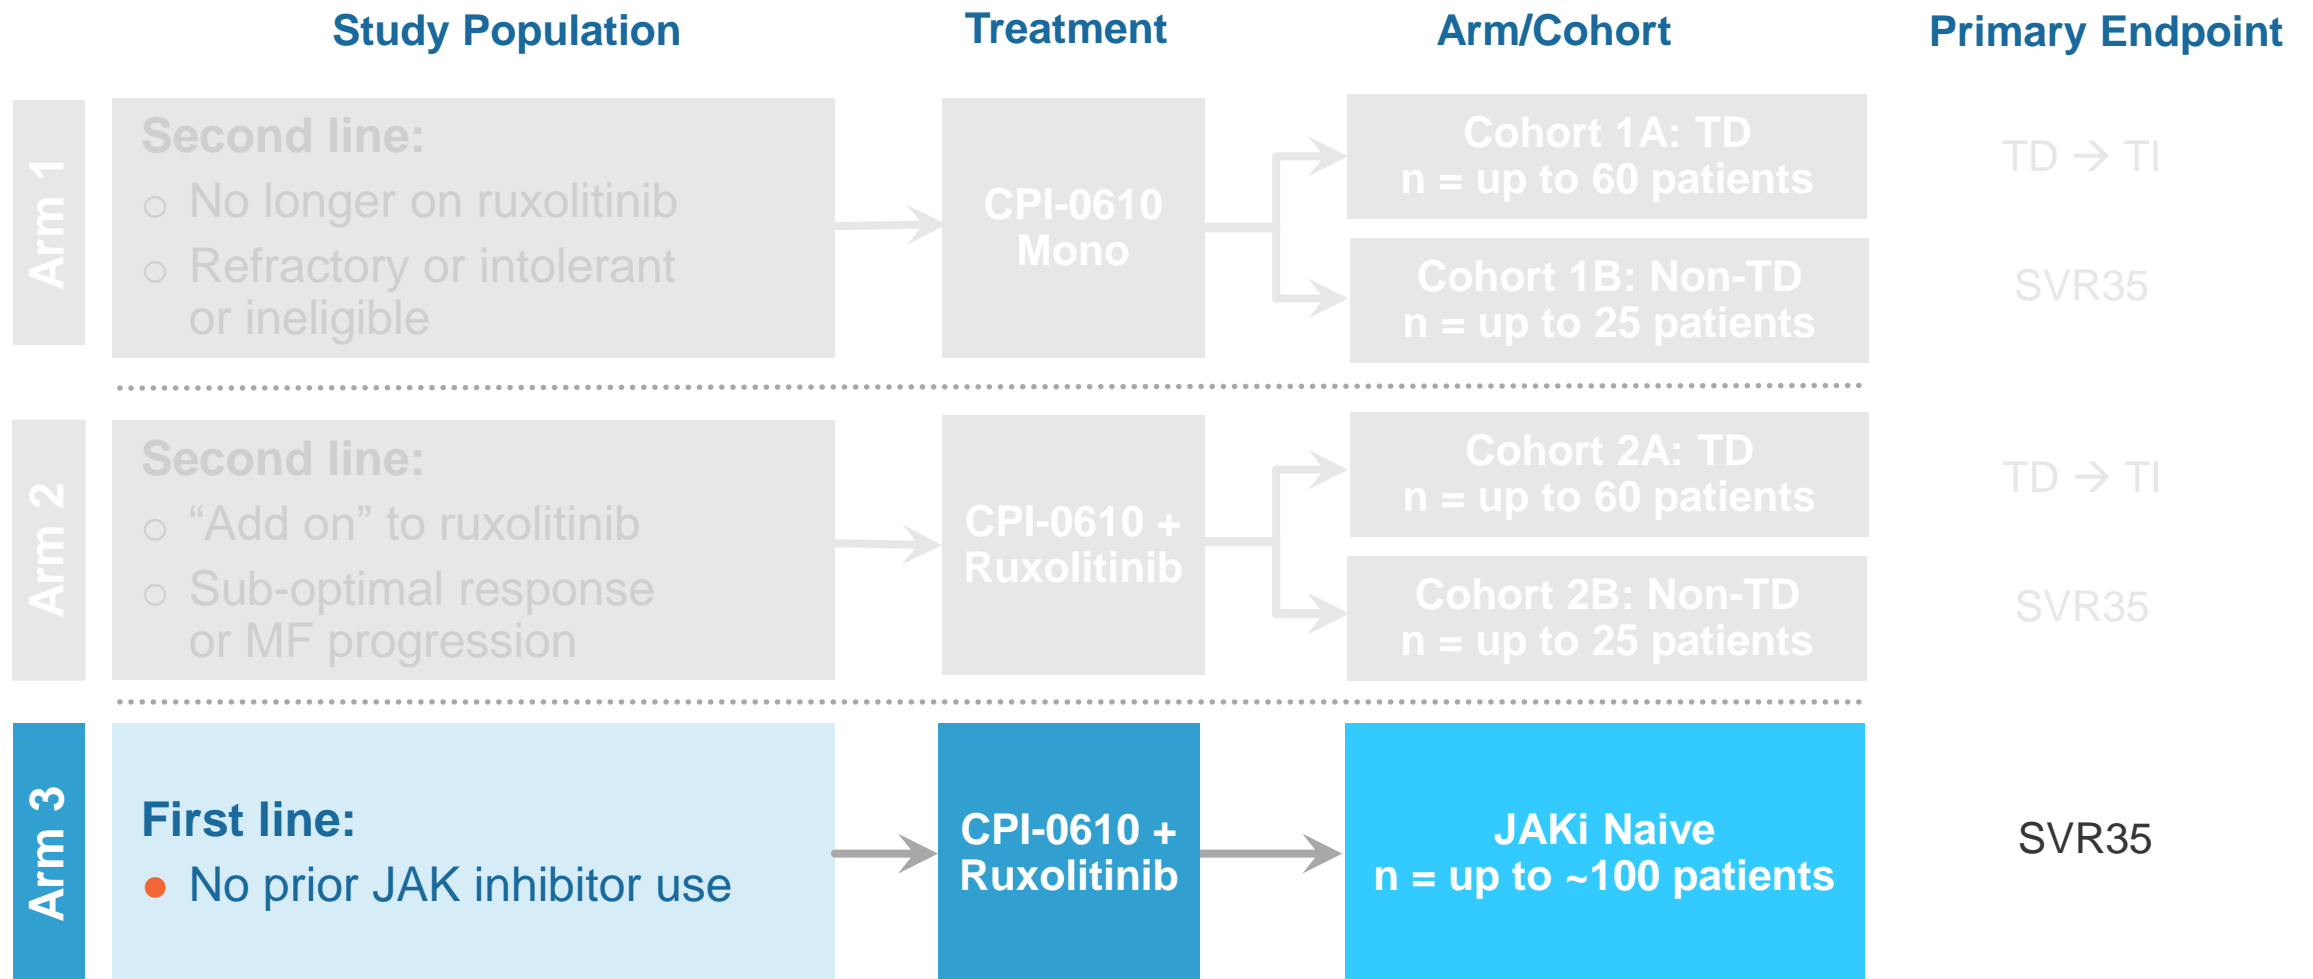 Study Population
Treatment
Arm/Cohort
Primary Endpoint
Arm 1
Second line:
○ No longer on ruxolitinib
○ Refractory or intolerant
or ineligible
CPI-0610
Mono
Cohort 1A: TD
n = up to 60 patients
Cohort 1B: Non-TD
n = up to 25 patients
TD → TI
SVR35
Arm 2
Second line:
○ “Add on” to ruxolitinib
○ Sub-optimal response
or MF progression
CPI-0610 +
Ruxolitinib
Cohort 2A: TD
n = up to 60 patients
Cohort 2B: Non-TD
n = up to 25 patients
TD → TI
SVR35
Arm 3
First line:
● No prior JAK inhibitor use
CPI-0610 +
Ruxolitinib
JAKi Naive
n = up to ~100 patients
SVR35